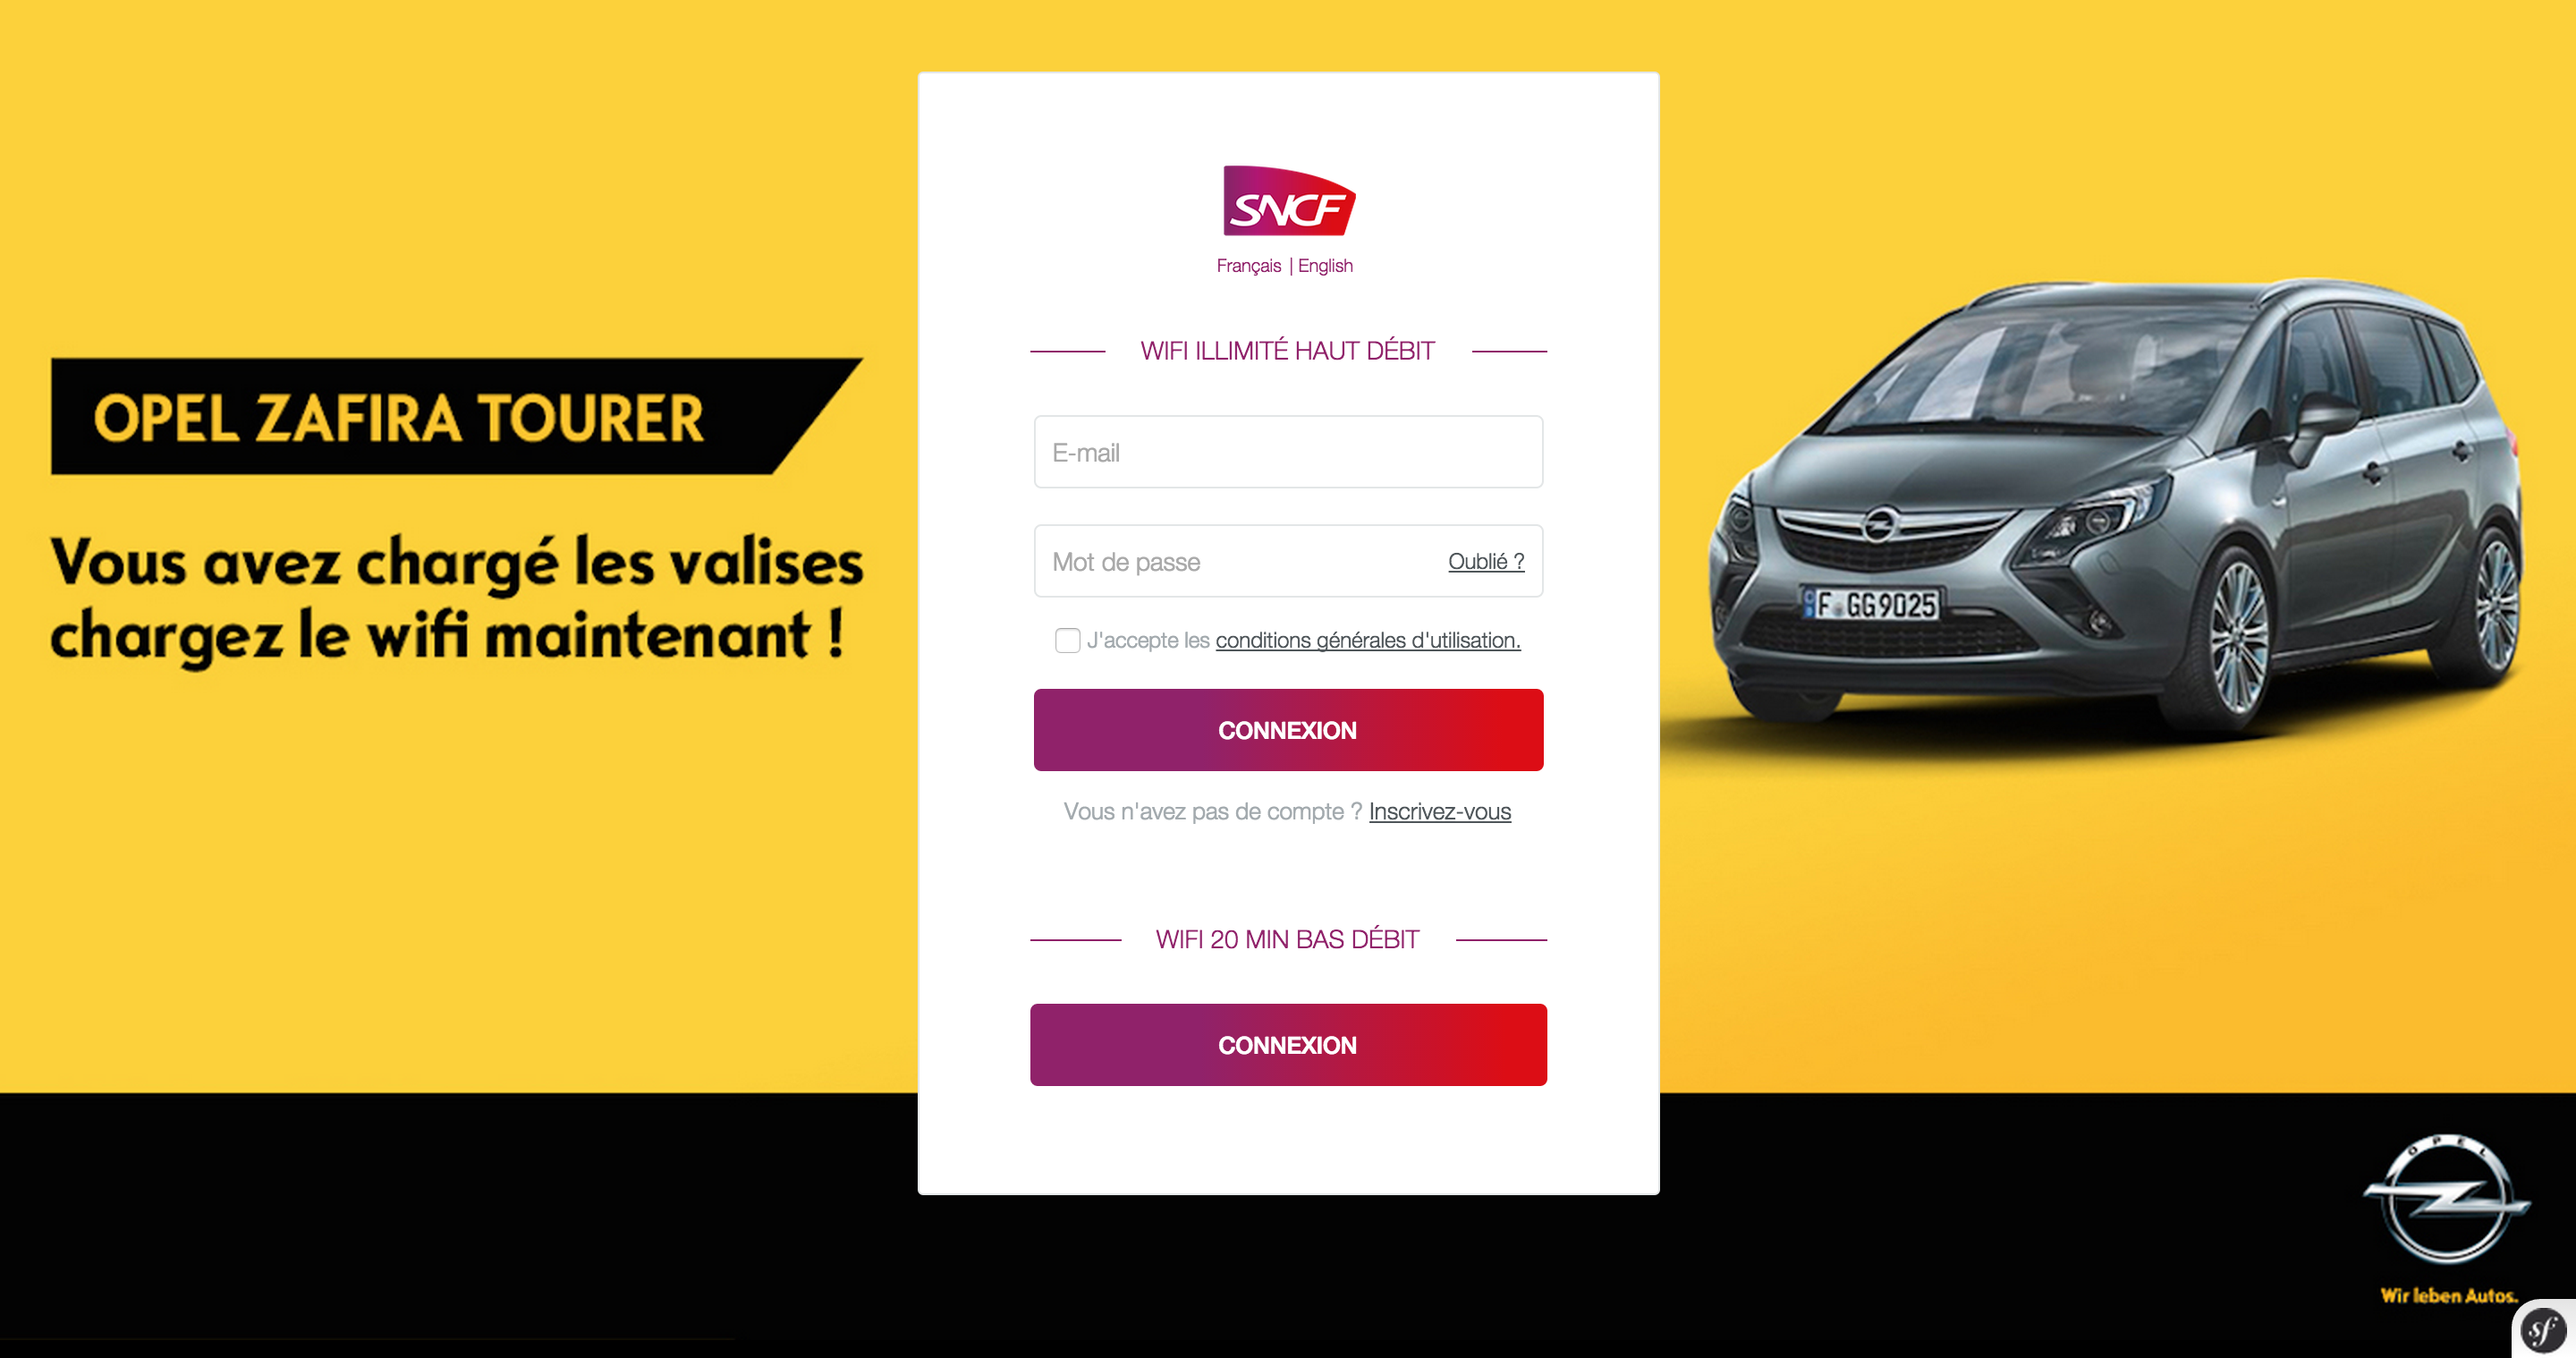 SNCF
Français | English
WIFI ILLIMITÉ HAUT DÉBIT
E-mail
Mot de passe
Oublié ?
J'accepte les conditions générales d'utilisation.
CONNEXION
Vous n'avez pas de compte ? Inscrivez-vous
WIFI 20 MIN BAS DÉBIT
CONNEXION
OPEL ZAFIRA TOURER
Vous avez chargé les valises
chargez le wifi maintenant !
F GG9025
OPEL
Wir leben Autos.
sf